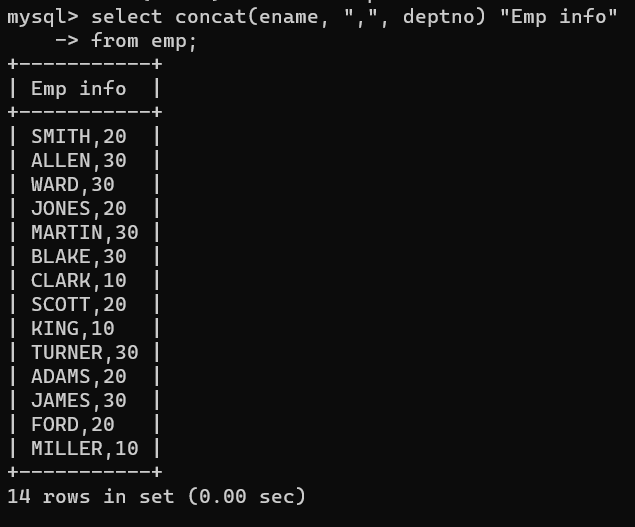 mysql> select concat(ename, ",", deptno) "Emp info"
    -> from emp;
+-----------+
| Emp info  |
+-----------+
| SMITH,20  |
| ALLEN,30  |
| WARD,30   |
| JONES,20  |
| MARTIN,30 |
| BLAKE,30  |
| CLARK,10  |
| SCOTT,20  |
| KING,10   |
| TURNER,30 |
| ADAMS,20  |
| JAMES,30  |
| FORD,20   |
| MILLER,10 |
+-----------+
14 rows in set (0.00 sec)